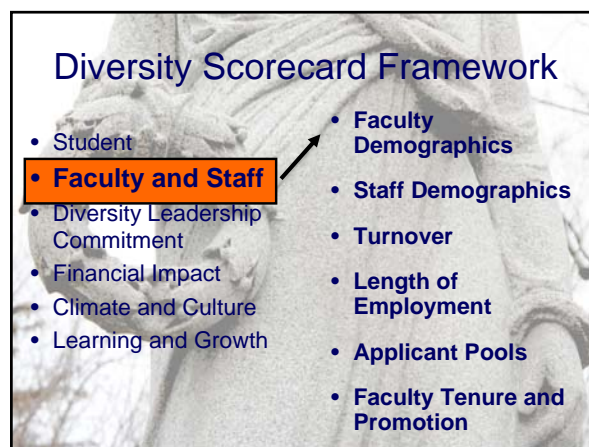 Diversity Scorecard Framework
• Student
• Faculty and Staff
• Diversity Leadership
Commitment
• Financial Impact
• Climate and Culture
• Learning and Growth
• Faculty
Demographics
• Staff Demographics
• Turnover
• Length of
Employment
• Applicant Pools
• Faculty Tenure and
Promotion